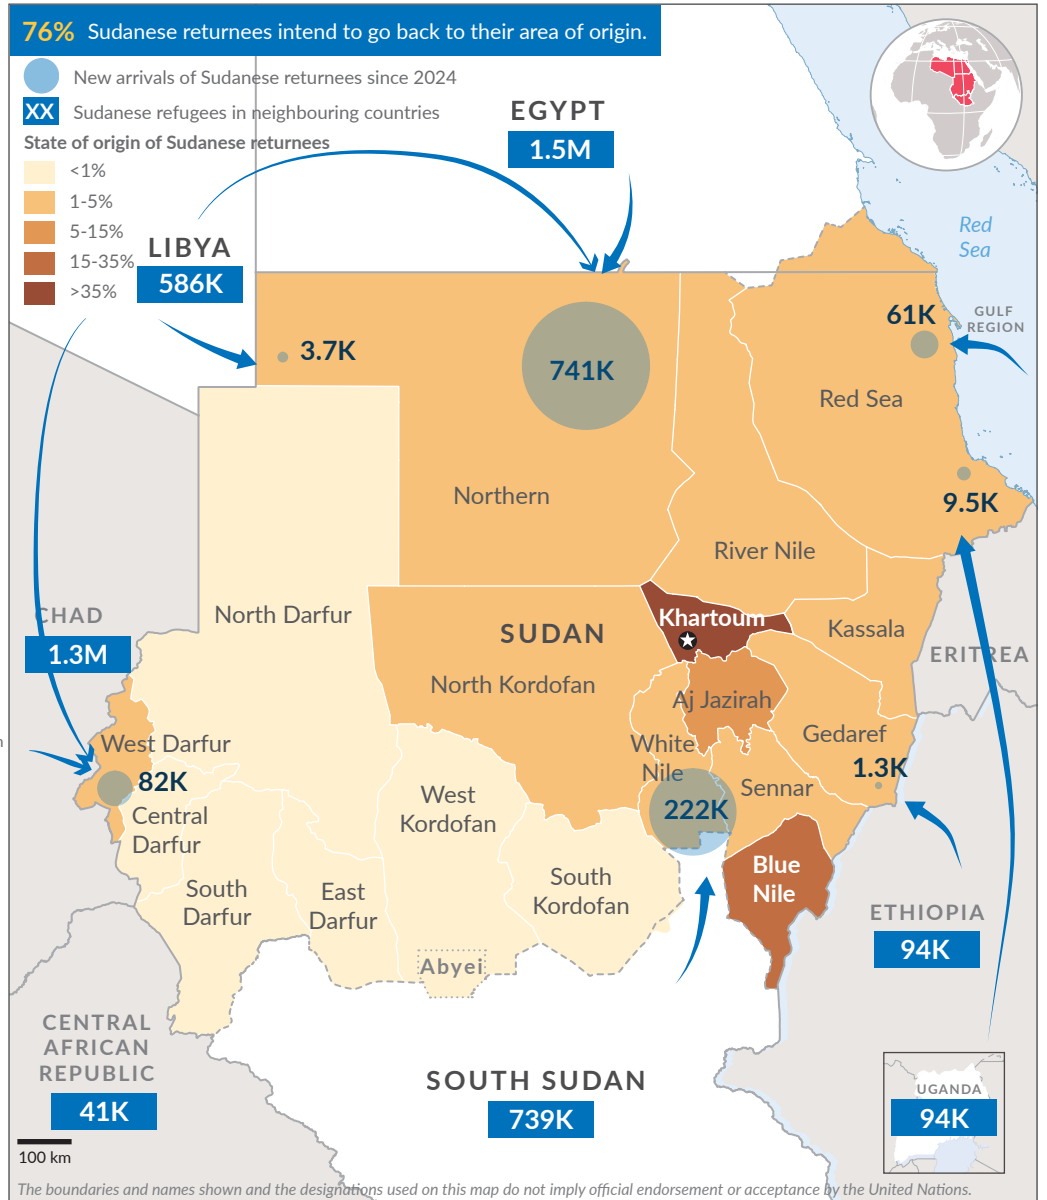 76% Sudanese returnees intend to go back to their area of origin.
New arrivals of Sudanese returnees since 2024
XX Sudanese refugees in neighbouring countries
State of origin of Sudanese returnees
<1%
1-5%
5-15%
15-35%
>35%
EGYPT
1.5M
LIBYA
586K
Red
Sea
GULF
REGION
61K
3.7K
741K
Red Sea
9.5K
Northern
River Nile
CHAD
1.3M
North Darfur
SUDAN
Khartoum
Kassala
ERITREA
North Kordofan
Aj Jazirah
Gedaref
1.3K
West Darfur
82K
White
Nile
222K
Sennar
Central
Darfur
West
Kordofan
South
Darfur
East
Darfur
South
Kordofan
Blue
Nile
Abyei
ETHIOPIA
94K
CENTRAL
AFRICAN
REPUBLIC
41K
SOUTH SUDAN
739K
UGANDA
94K
100 km
The boundaries and names shown and the designations used on this map do not imply official endorsement or acceptance by the United Nations.